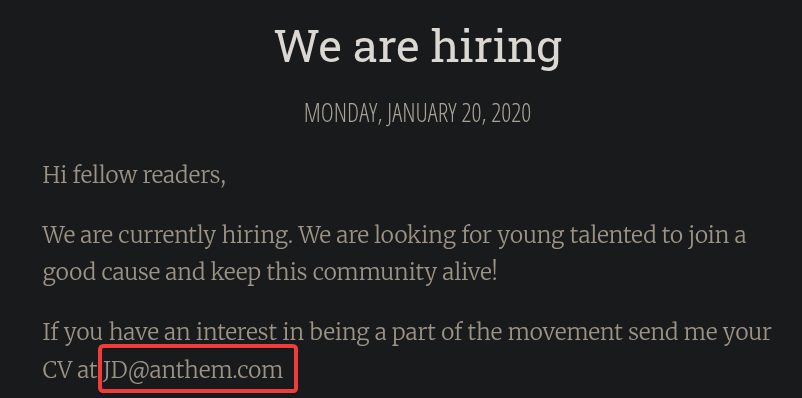 We are hiring
MONDAY, JANUARY 20, 2020
Hi fellow readers,
We are currently hiring. We are looking for young talented to join a
good cause and keep this community alive!
If you have an interest in being a part of the movement send me your
CV at JD@anthem.com